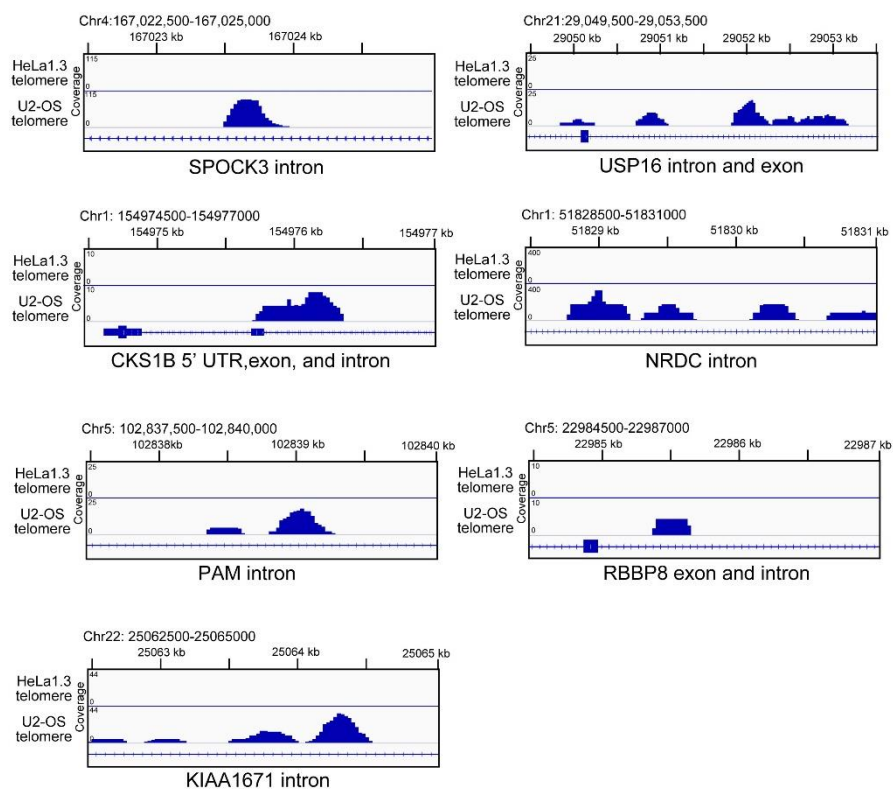 Chr4:167,022,500-167,025,000
167023 kb
167024 kb
HeLa1.3
telomere
U2-OS
telomere
Coverage
115
0
115
0
SPOCK3 intron
Chr21:29,049,500-29,053,500
29050 kb
29051 kb
29052 kb
29053 kb
HeLa1.3
telomere
U2-OS
telomere
Coverage
25
0
25
0
USP16 intron and exon
Chr1: 154974500-154977000
154975 kb
154976 kb
154977 kb
HeLa1.3
telomere
U2-OS
telomere
Coverage
10
0
10
0
CKS1B 5' UTR,exon, and intron
Chr1: 51828500-51831000
51829 kb
51830 kb
51831 kb
HeLa1.3
telomere
U2-OS
telomere
Coverage
400
0
400
0
NRDC intron
Chr5: 102,837,500-102,840,000
102838kb
102839 kb
102840 kb
HeLa1.3
telomere
U2-OS
telomere
Coverage
25
0
25
0
PAM intron
Chr5: 22984500-22987000
22985 kb
22986 kb
22987 kb
HeLa1.3
telomere
U2-OS
telomere
Coverage
10
0
10
0
RBBP8 exon and intron
Chr22: 25062500-25065000
25063 kb
25064 kb
25065 kb
HeLa1.3
telomere
U2-OS
telomere
Coverage
44
0
44
0
KIAA1671 intron